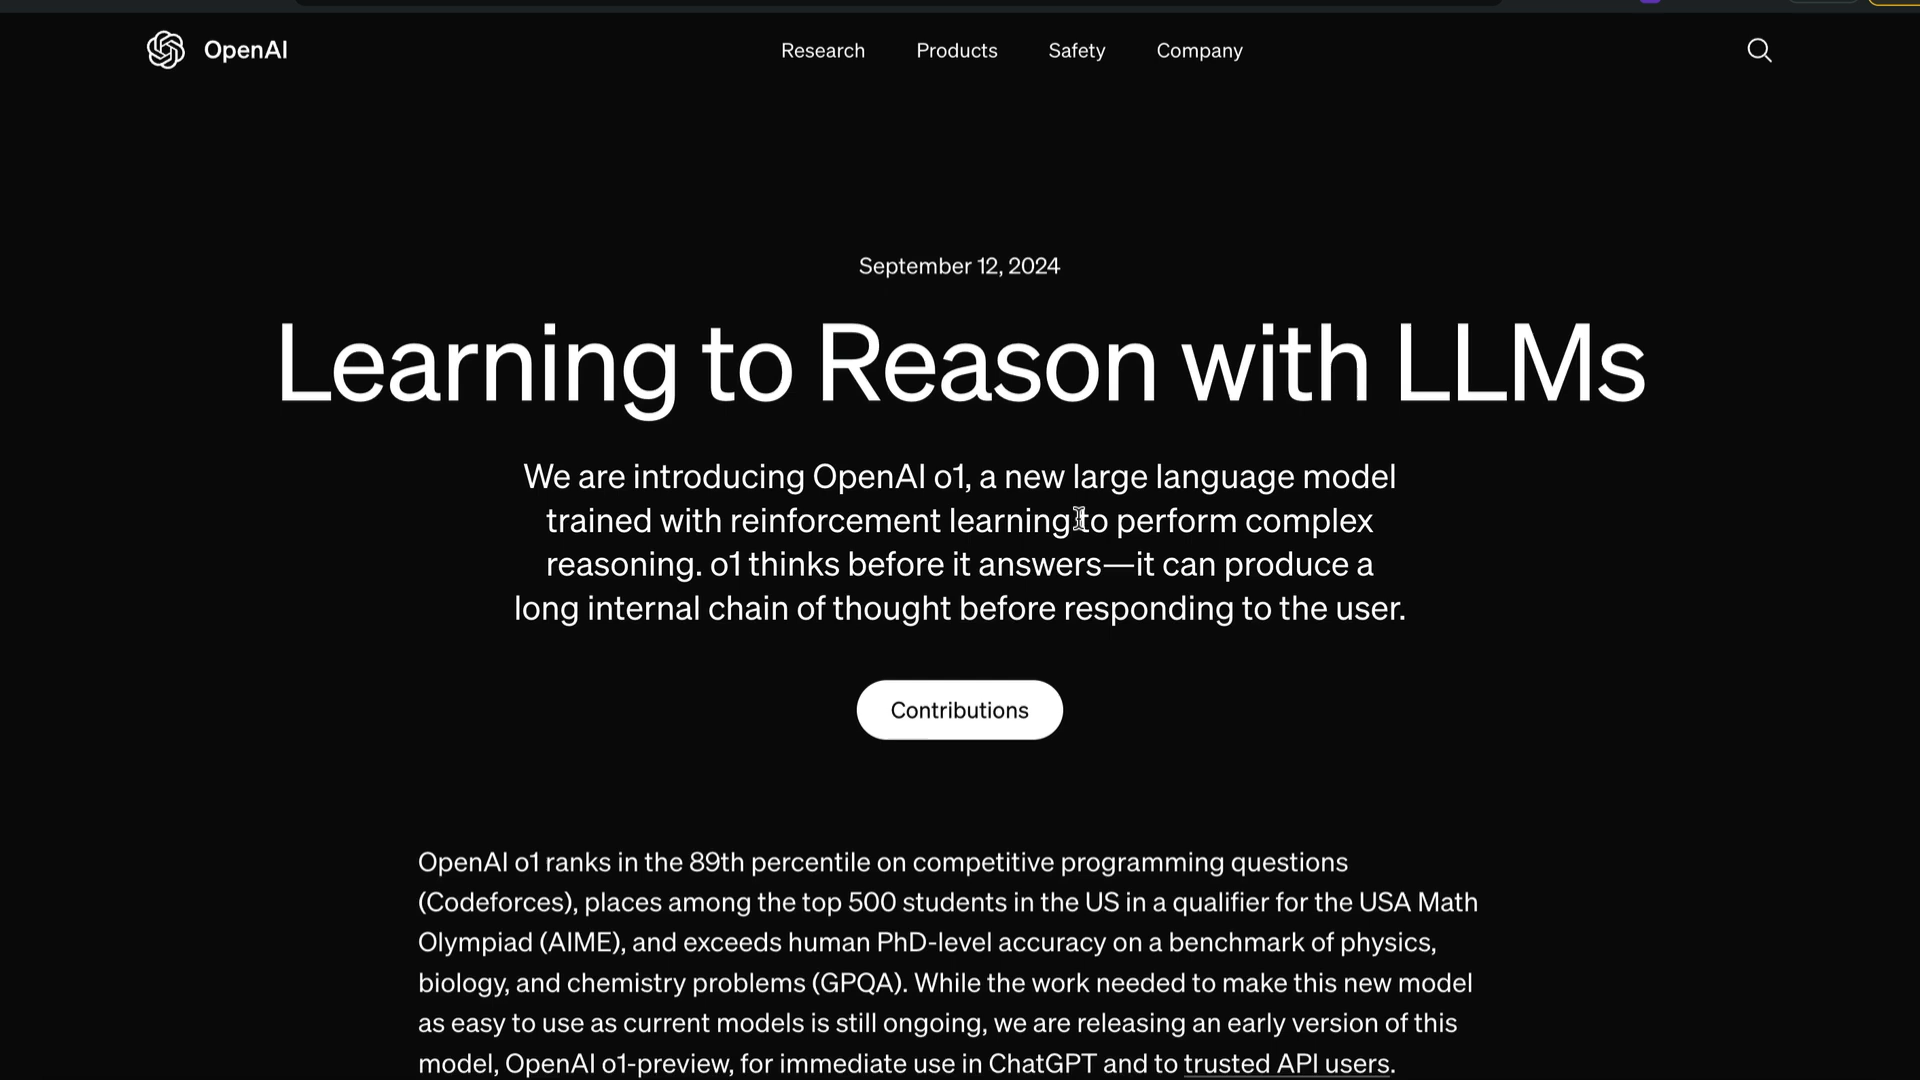 OpenAI
Research
Products
Safety
Company
September 12, 2024
Learning to Reason with LLMs
We are introducing OpenAI o1, a new large language model
trained with reinforcement learning to perform complex
reasoning. o1 thinks before it answers—it can produce a
long internal chain of thought before responding to the user.
Contributions
OpenAI o1 ranks in the 89th percentile on competitive programming questions
(Codeforces), places among the top 500 students in the US in a qualifier for the USA Math
Olympiad (AIME), and exceeds human PhD-level accuracy on a benchmark of physics,
biology, and chemistry problems (GPQA). While the work needed to make this new model
as easy to use as current models is still ongoing, we are releasing an early version of this
model, OpenAI o1-preview, for immediate use in ChatGPT and to trusted API users.